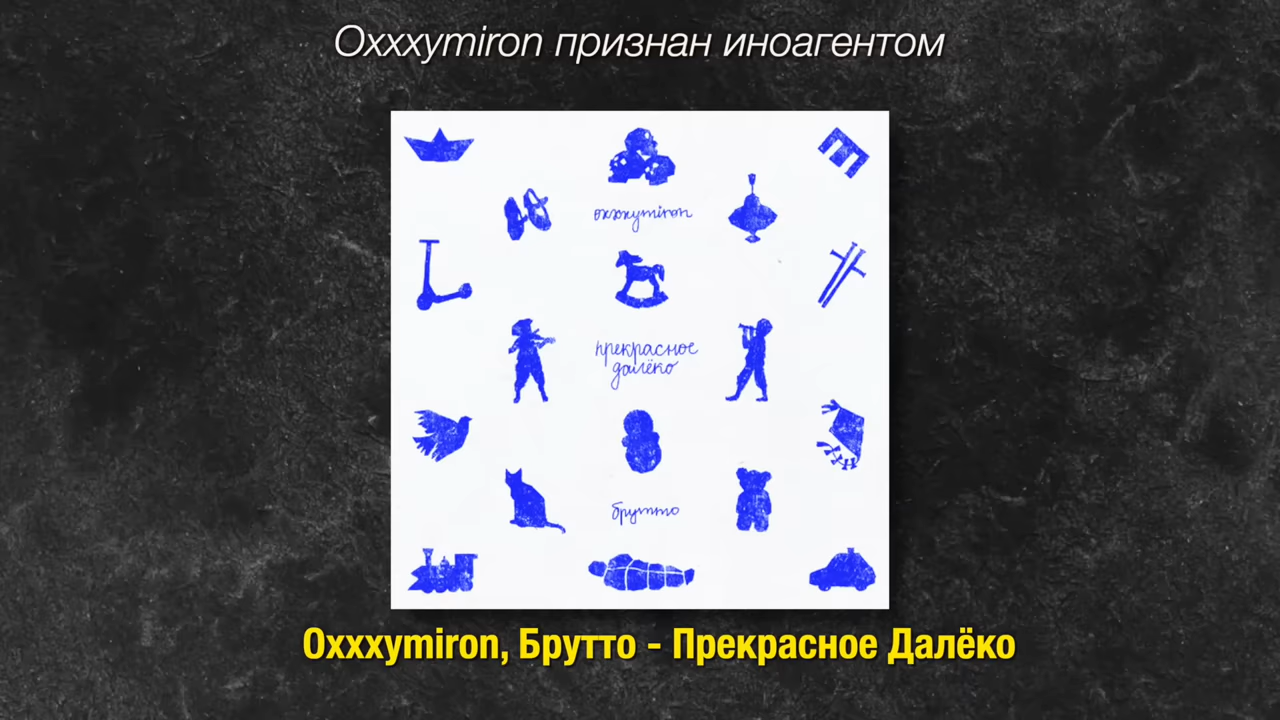 Oxxxymiron признан иноагентом
oxxxymiron
прекрасное
далёко
брутто
Oxxxymiron, Брутто - Прекрасное Далёко